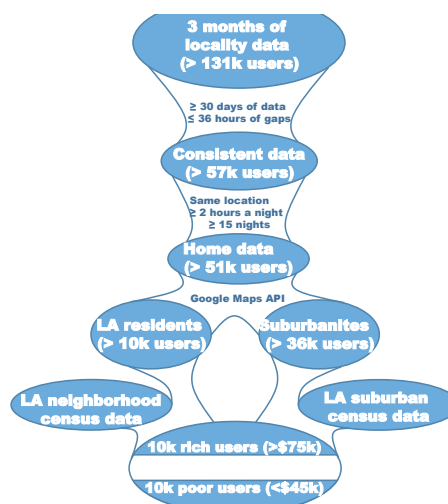 3 months of
locality data
(> 131k users)
≥ 30 days of data
≤ 36 hours of gaps
Consistent data
(> 57k users)
Same location
≥ 2 hours a night
≥ 15 nights
Home data
(> 51k users)
Google Maps API
LA residents
(> 10k users)
Suburbanites
(> 36k users)
LA neighborhood
census data
LA suburban
census data
10k rich users (>$75k)
10k poor users (<$45k)